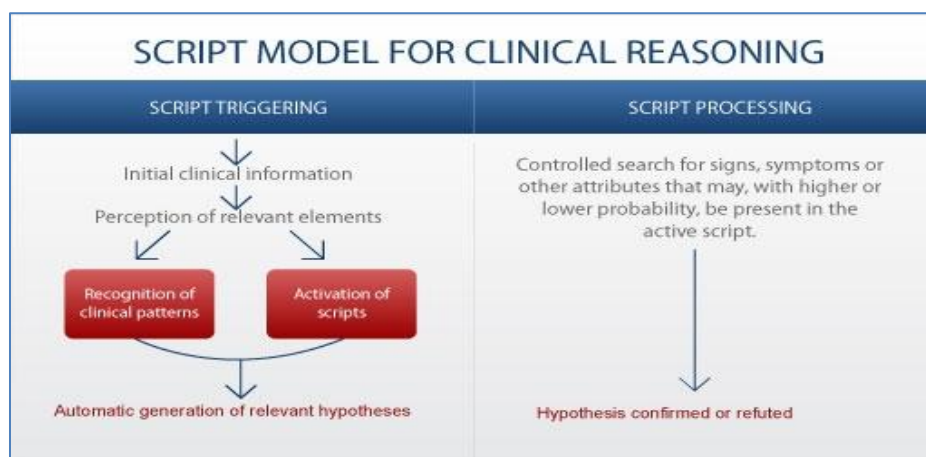 SCRIPT MODEL FOR CLINICAL REASONING
SCRIPT TRIGGERING
Initial clinical information
Perception of relevant elements
Recognition of
clinical patterns
Activation of
scripts
Automatic generation of relevant hypotheses
SCRIPT PROCESSING
Controlled search for signs, symptoms or
other attributes that may, with higher or
lower probability, be present in the
active script.
Hypothesis confirmed or refuted